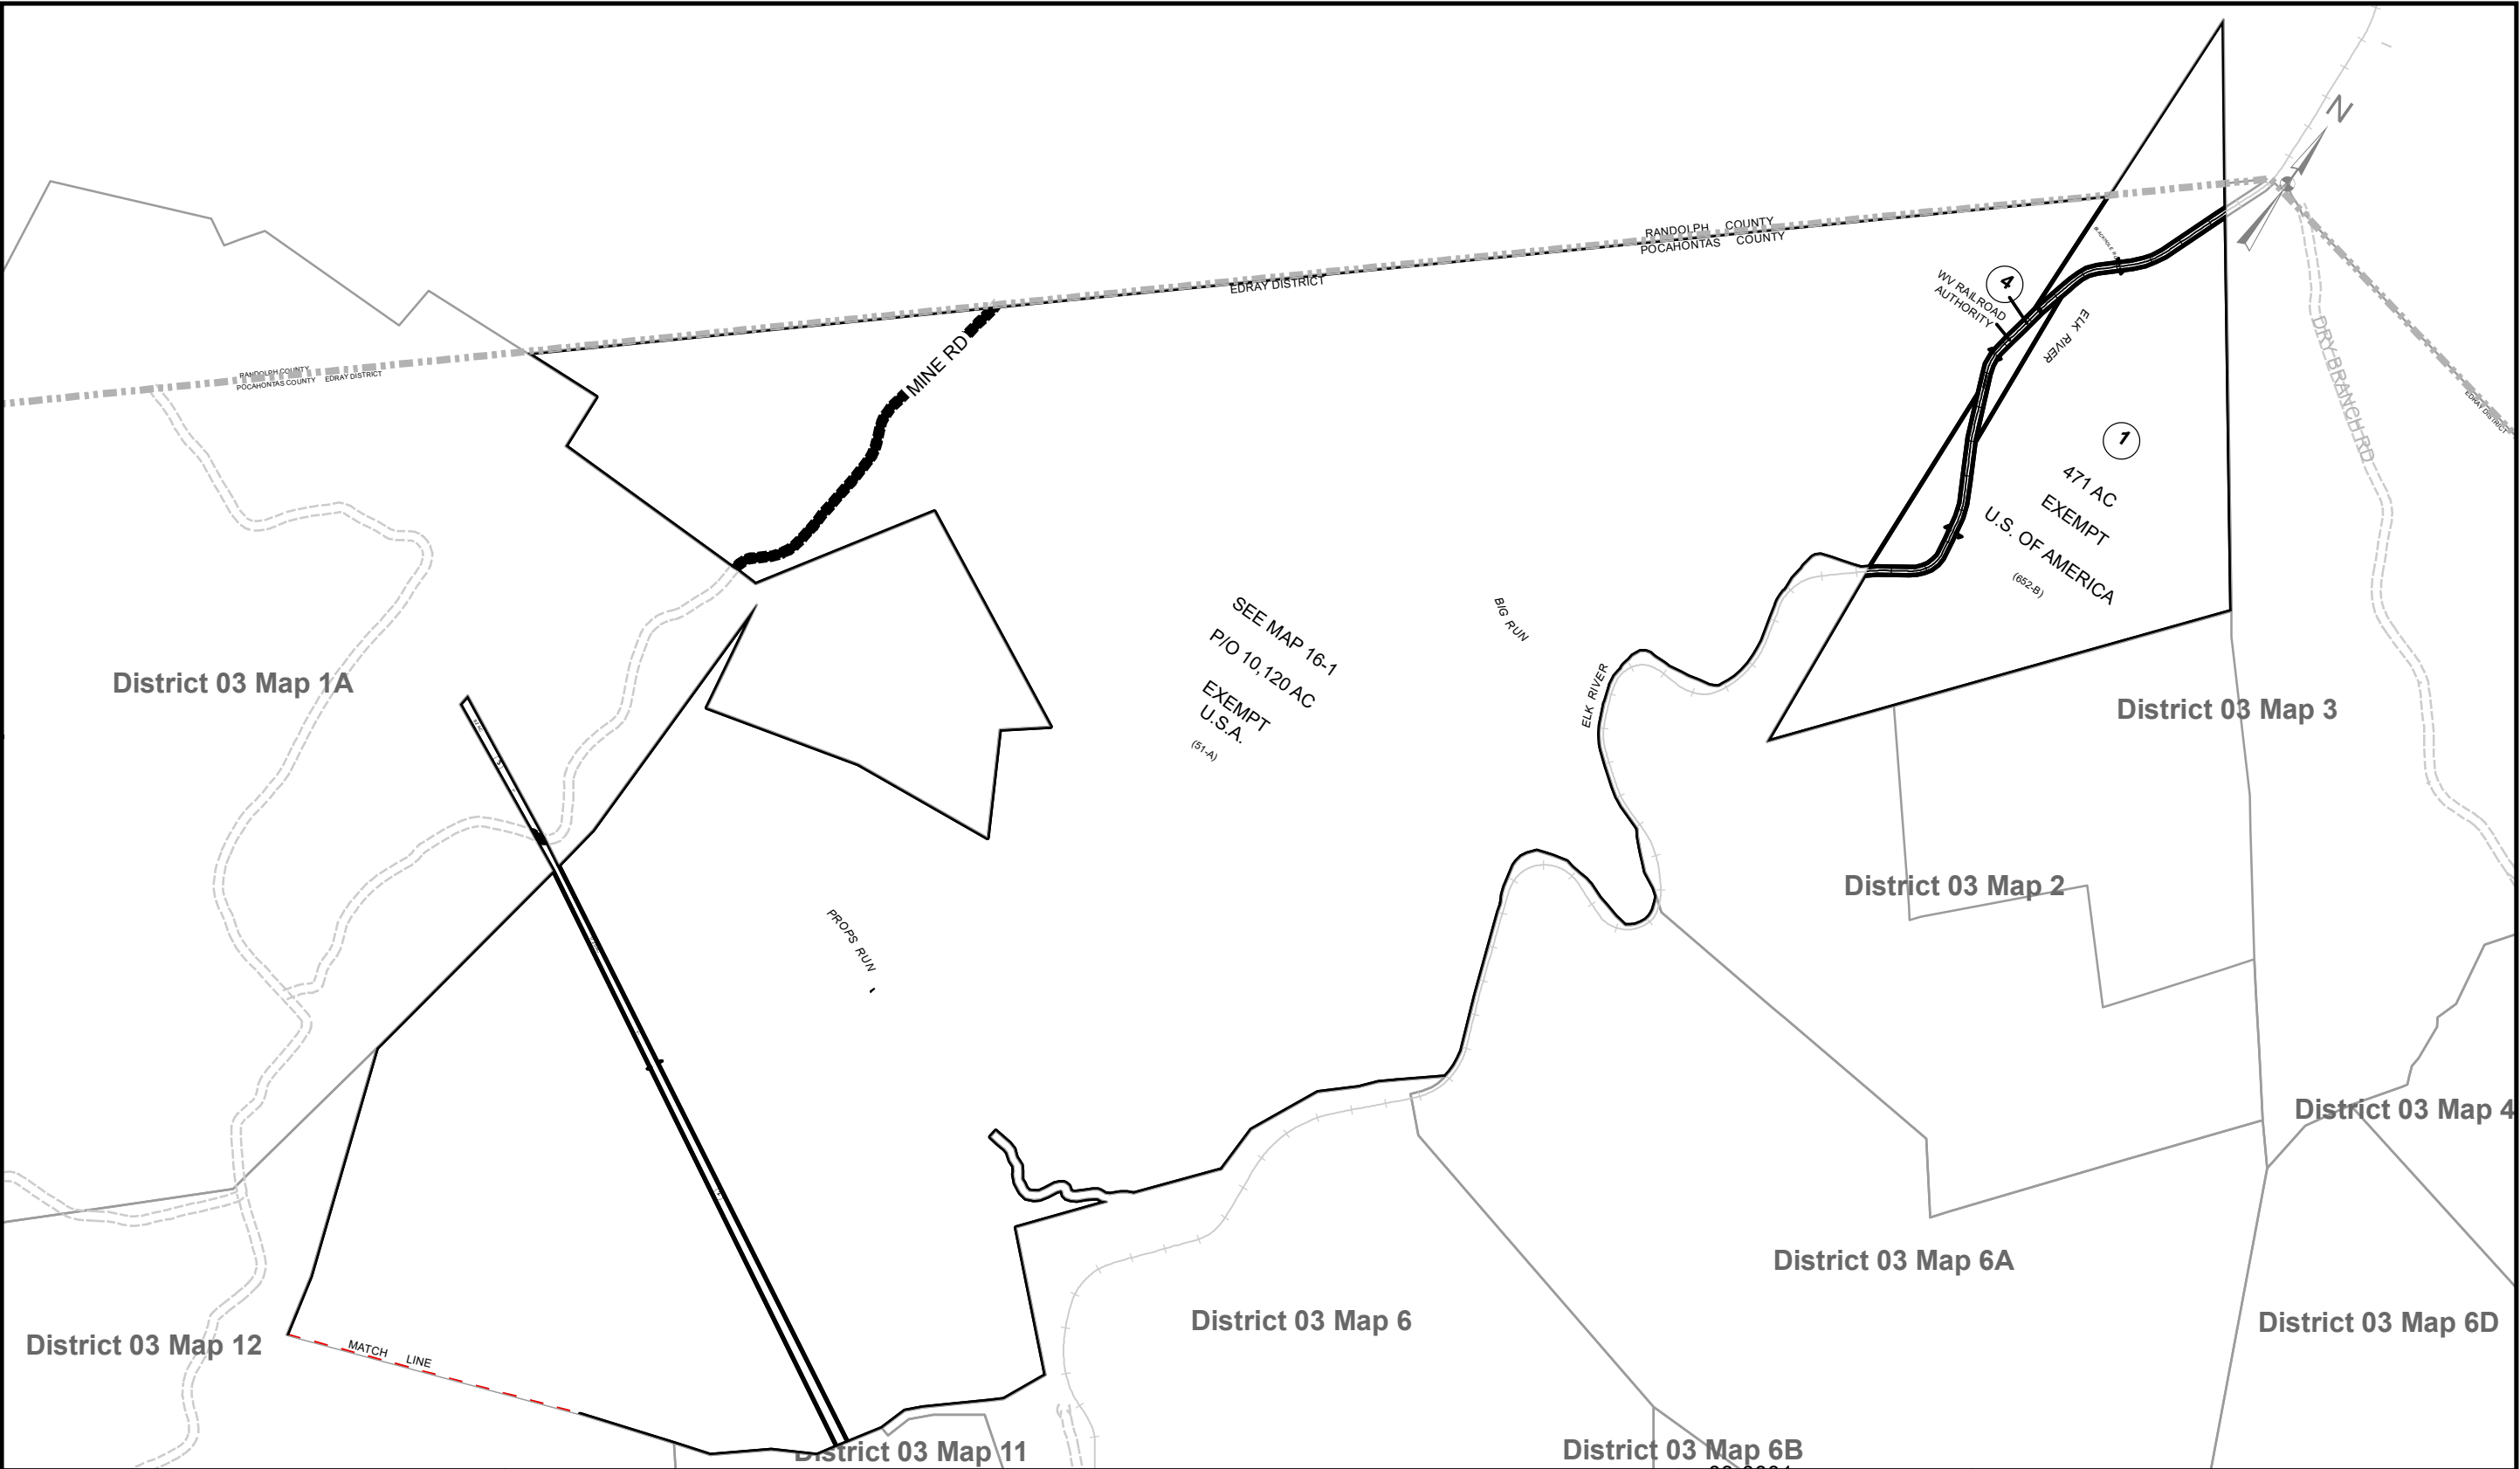 N
RANDOLPH COUNTY
POCAHONTAS COUNTY
EDRAY DISTRICT
WV RAILROAD
AUTHORITY
4
ELK RIVER
MINE RD
RANDOLPH COUNTY
POCAHONTAS COUNTY EDRAY DISTRICT
DRY BRANCH RD
EDRAY DISTRICT
1
471 AC
EXEMPT
U.S. OF AMERICA
(652-B)
SEE MAP 16-1
P/O 10,120 AC
EXEMPT
U.S.A.
(51-A)
BIG RUN
ELK RIVER
District 03 Map 1A
District 03 Map 3
District 03 Map 2
PROPS RUN
District 03 Map 4
District 03 Map 6A
District 03 Map 6
District 03 Map 6D
District 03 Map 12
MATCH LINE
District 03 Map 11
District 03 Map 6B